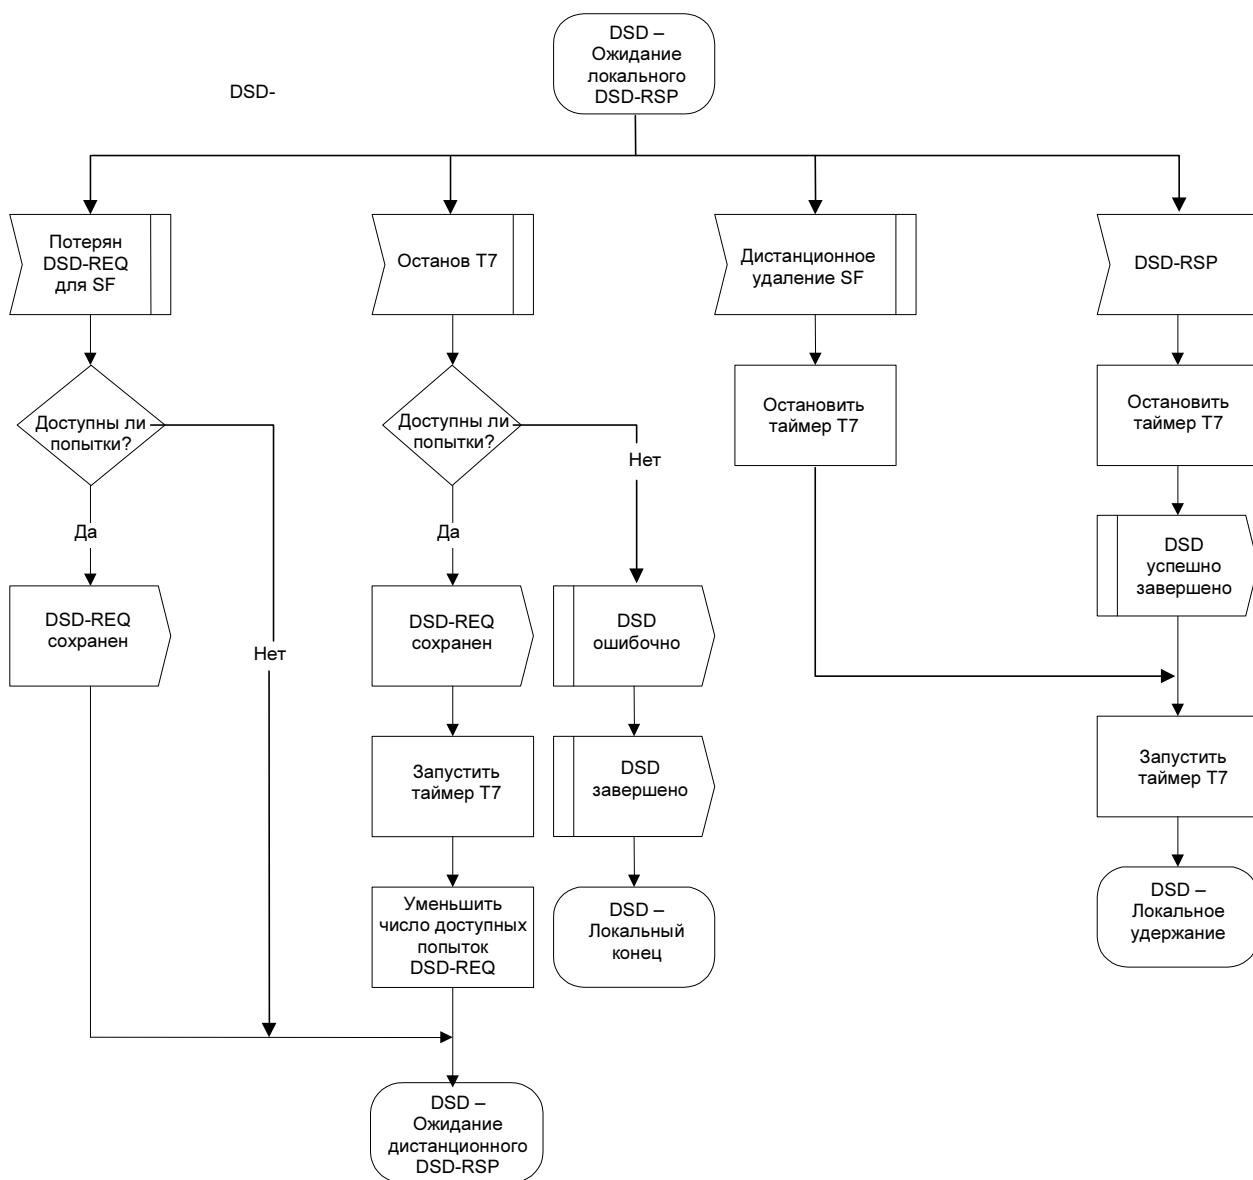 DSD –
Ожидание
локального
DSD-RSP
DSD-
Потерян
DSD-REQ
для SF
Останов T7
Дистанционное
удаление SF
DSD-RSP
Доступны ли
попытки?
Доступны ли
попытки?
Остановить
таймер T7
Остановить
таймер T7
Нет
Да
Да
DSD
успешно
завершено
DSD-REQ
сохранен
Нет
DSD-REQ
сохранен
DSD
ошибочно
Запустить
таймер T7
DSD
завершено
Запустить
таймер T7
Уменьшить
число доступных
попыток
DSD-REQ
DSD –
Локальный
конец
DSD –
Локальное
удержание
DSD –
Ожидание
дистанционного
DSD-RSP